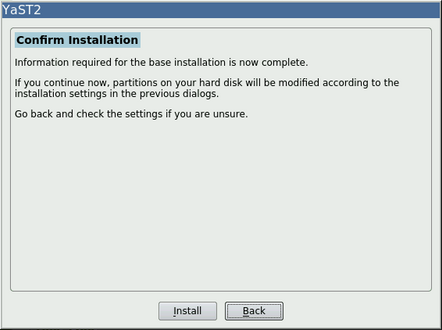 YaST2
Confirm Installation
Information required for the base installation is now complete.
If you continue now, partitions on your hard disk will be modified according to the
installation settings in the previous dialogs.
Go back and check the settings if you are unsure.
Install
Back